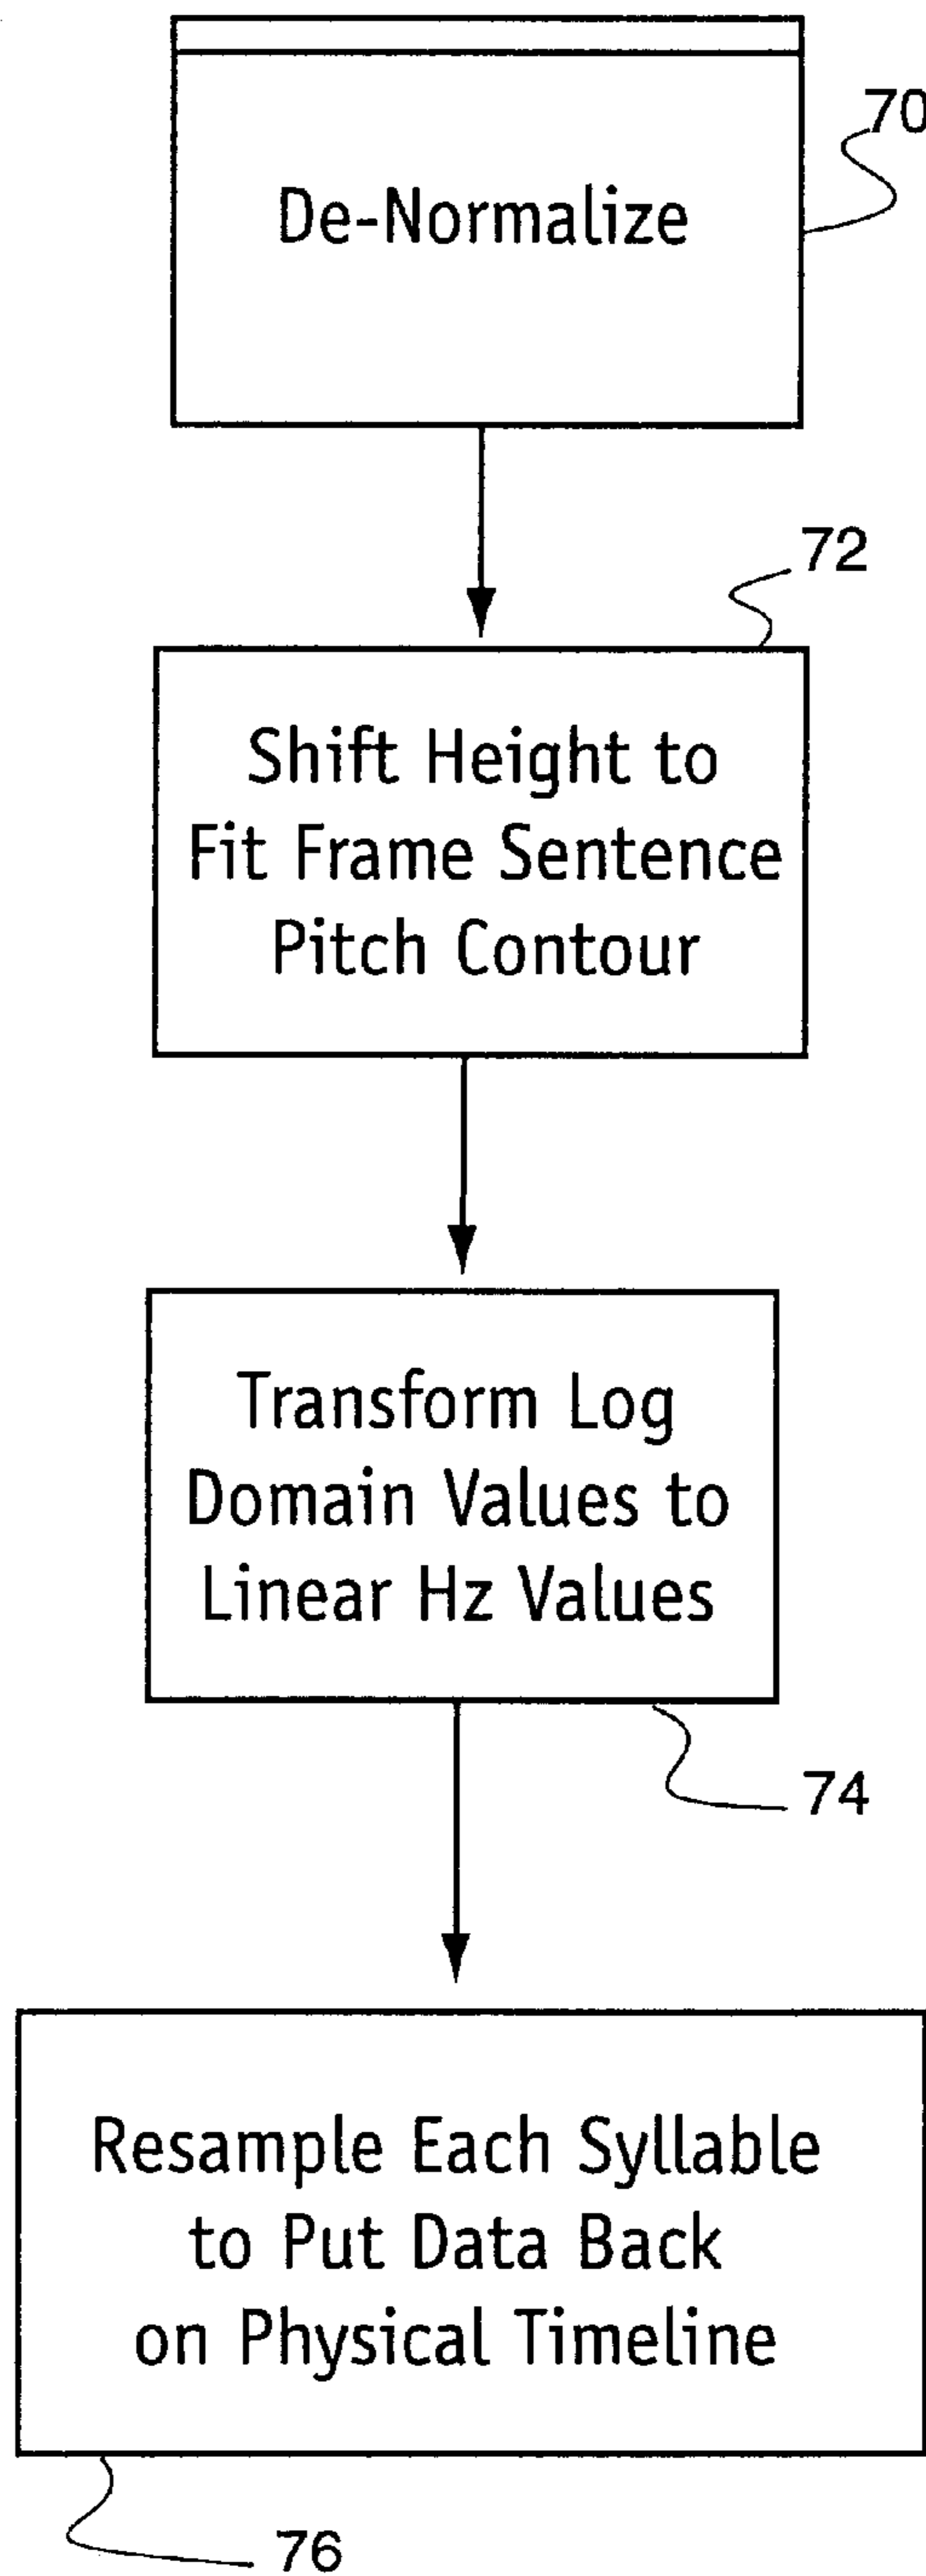 70
De-Normalize
72
Shift Height to
Fit Frame Sentence
Pitch Contour
Transform Log
Domain Values to
Linear Hz Values
74
Resample Each Syllable
to Put Data Back
on Physical Timeline
76